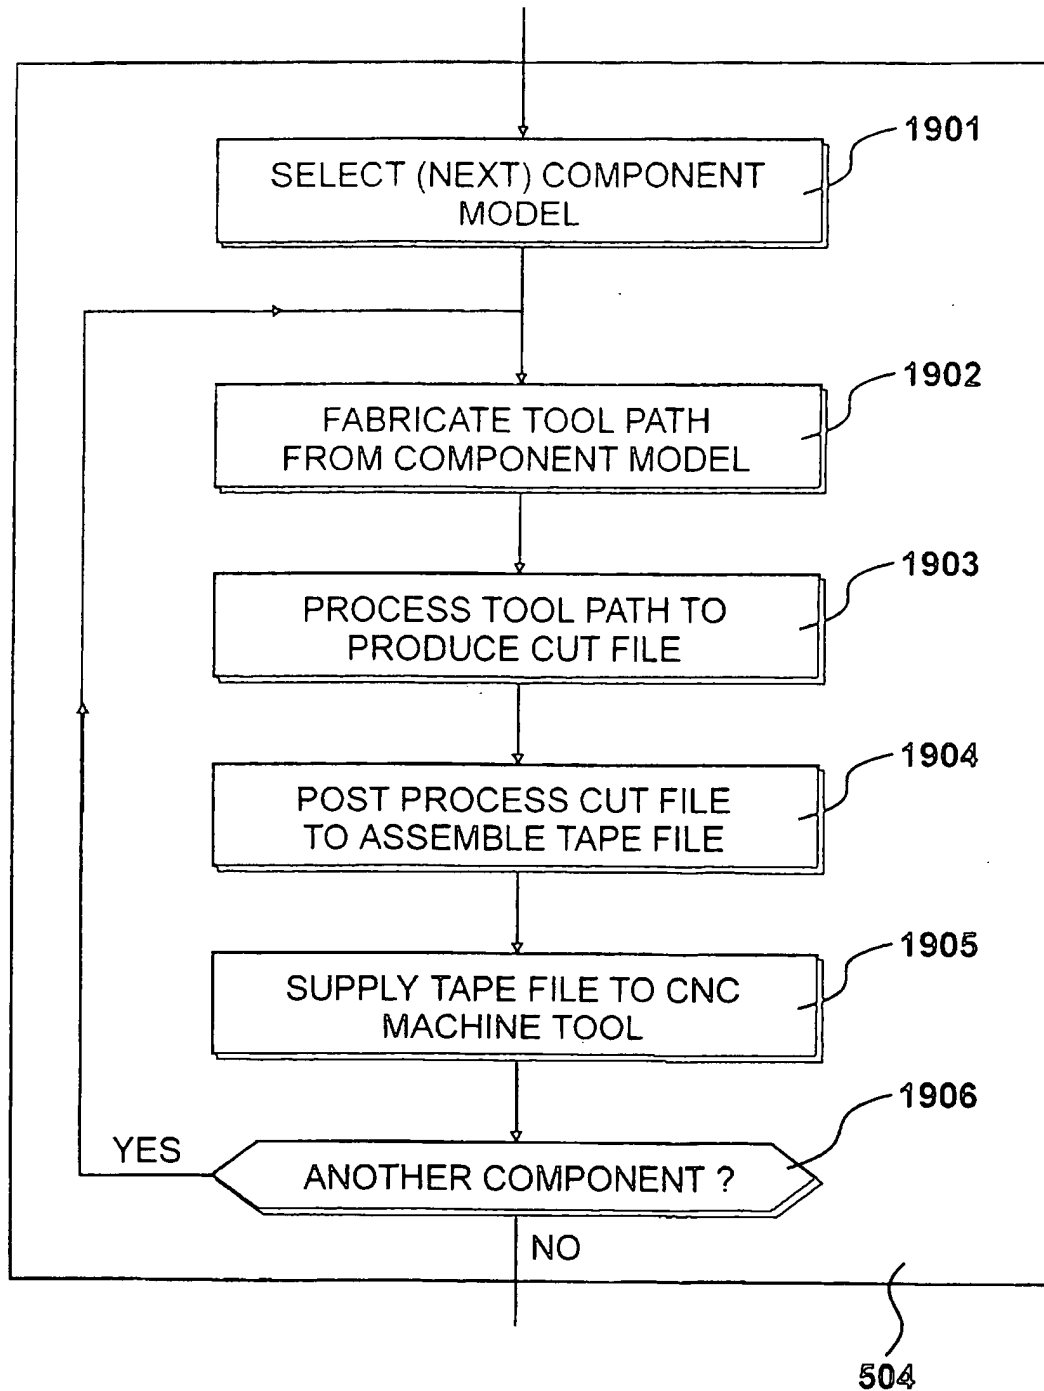 1901
SELECT (NEXT) COMPONENT
MODEL
1902
FABRICATE TOOL PATH
FROM COMPONENT MODEL
1903
PROCESS TOOL PATH TO
PRODUCE CUT FILE
1904
POST PROCESS CUT FILE
TO ASSEMBLE TAPE FILE
1905
SUPPLY TAPE FILE TO CNC
MACHINE TOOL
1906
YES
ANOTHER COMPONENT ?
NO
504